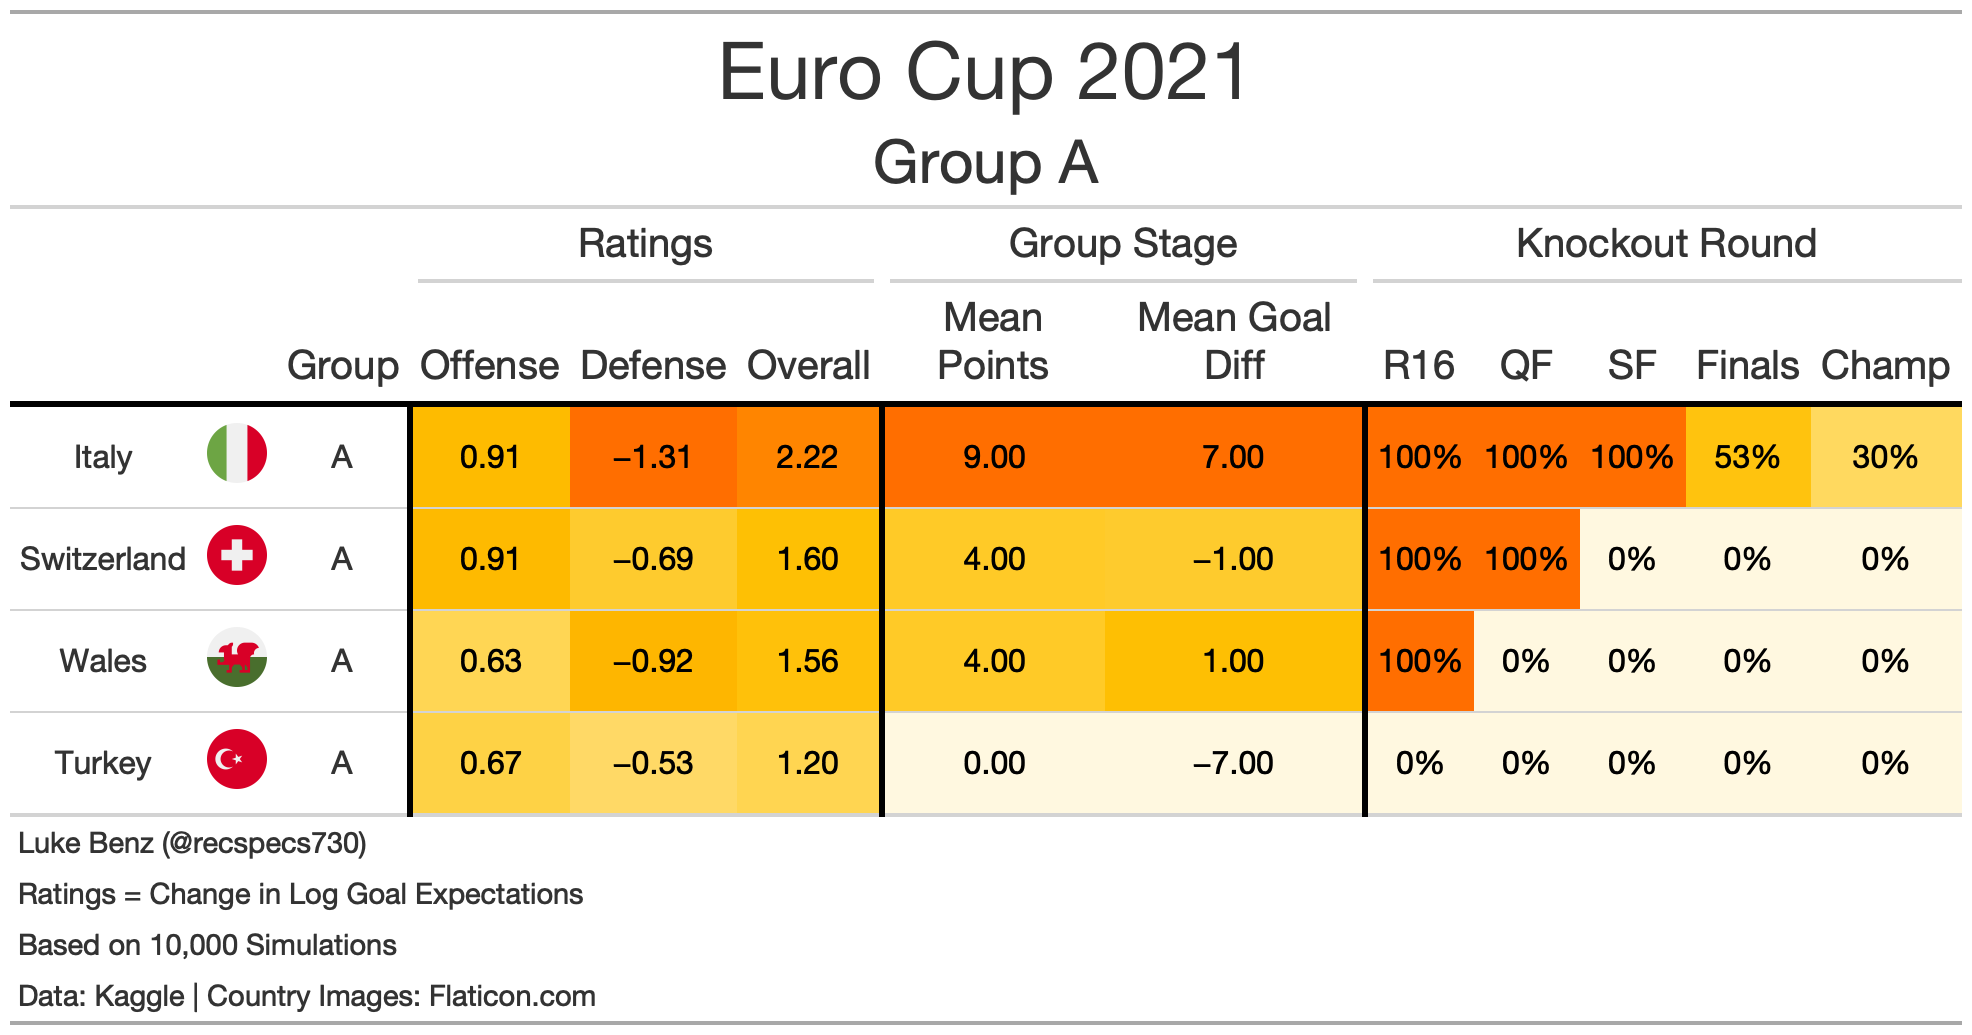 Euro Cup 2021
Group A
Ratings Group Stage Knockout Round
Group Offense Defense Overall Mean Points Mean Goal Diff R16 QF SF Finals Champ
Italy A 0.91 −1.31 2.22 9.00 7.00 100% 100% 100% 53% 30%
Switzerland A 0.91 −0.69 1.60 4.00 −1.00 100% 100% 0% 0% 0%
Wales A 0.63 −0.92 1.56 4.00 1.00 100% 0% 0% 0% 0%
Turkey A 0.67 −0.53 1.20 0.00 −7.00 0% 0% 0% 0% 0%
Luke Benz (@recspecs730)
Ratings = Change in Log Goal Expectations
Based on 10,000 Simulations
Data: Kaggle | Country Images: Flaticon.com